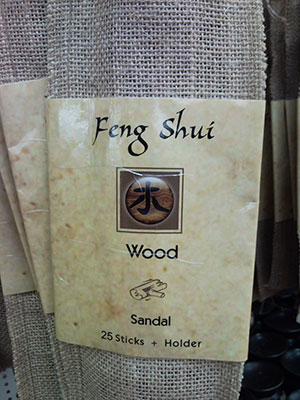 Feng Shui
木
Wood
Sandal
25 Sticks + Holder